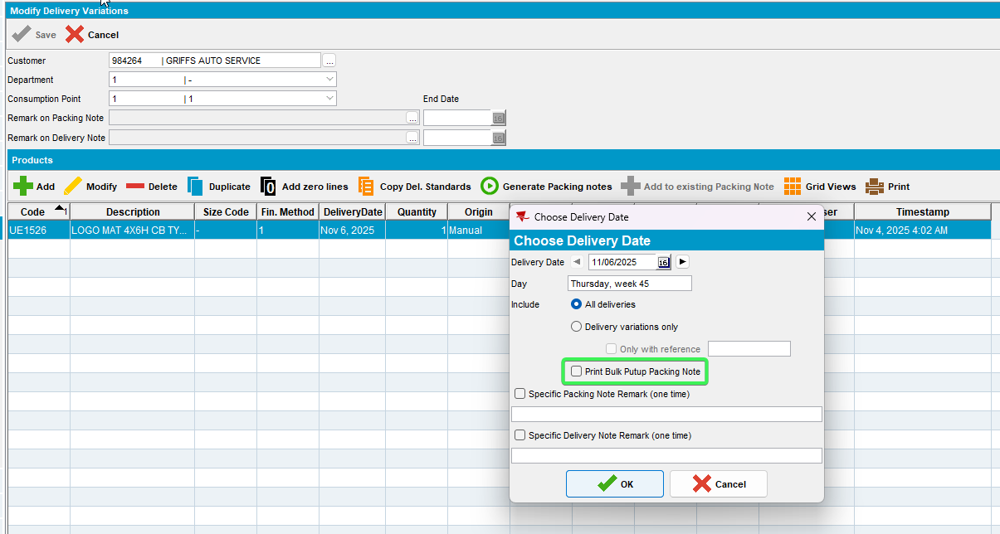 Modify Delivery Variations
Save Cancel
Customer 984264 | GRIFFS AUTO SERVICE ...
Department 1 | -
Consumption Point 1 | 1 End Date
Remark on Packing Note ... 16
Remark on Delivery Note ... 16
Products
Add Modify Delete Duplicate 0 Add zero lines Copy Del. Standards Generate Packing notes Add to existing Packing Note Grid Views Print
Code 1 Description Size Code Fin. Method DeliveryDate Quantity Origin ser Timestamp
UE1526 LOGO MAT 4X6H CB TY... - 1 Nov 6, 2025 1 Manual Nov 4, 2025 4:02 AM
Choose Delivery Date
Choose Delivery Date
Delivery Date 11/06/2025 16
Day Thursday, week 45
Include All deliveries
Delivery variations only
Only with reference
Print Bulk Putup Packing Note
Specific Packing Note Remark (one time)
Specific Delivery Note Remark (one time)
OK Cancel